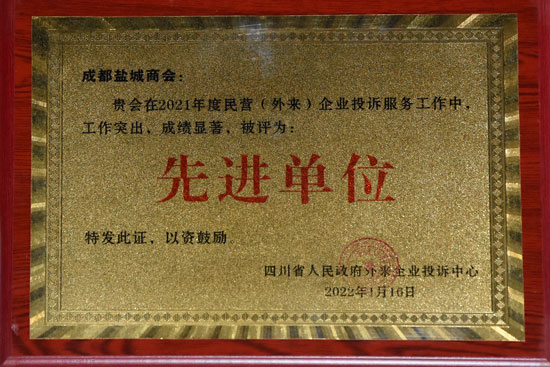 成都盐城商会：
贵会在2021年度民营（外来）企业投诉服务工作中，
工作突出，成绩显著，被评为：
先进单位
特发此证，以资鼓励。
四川省人民政府外来企业投诉中心
2022年1月16日